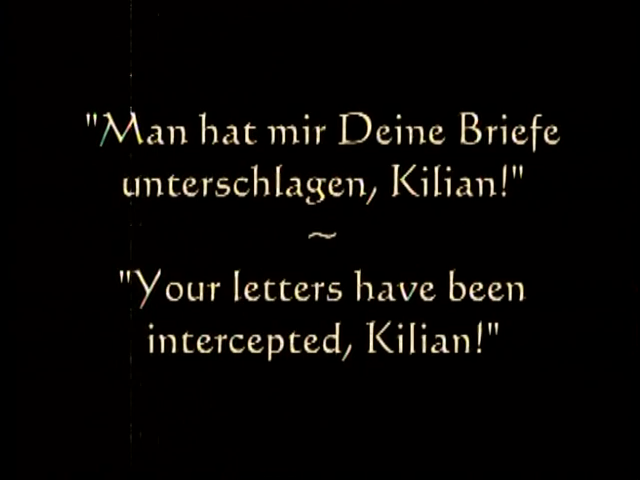 "Man hat mir Deine Briefe
unterschlagen, Kilian!"
~
"Your letters have been
intercepted, Kilian!"